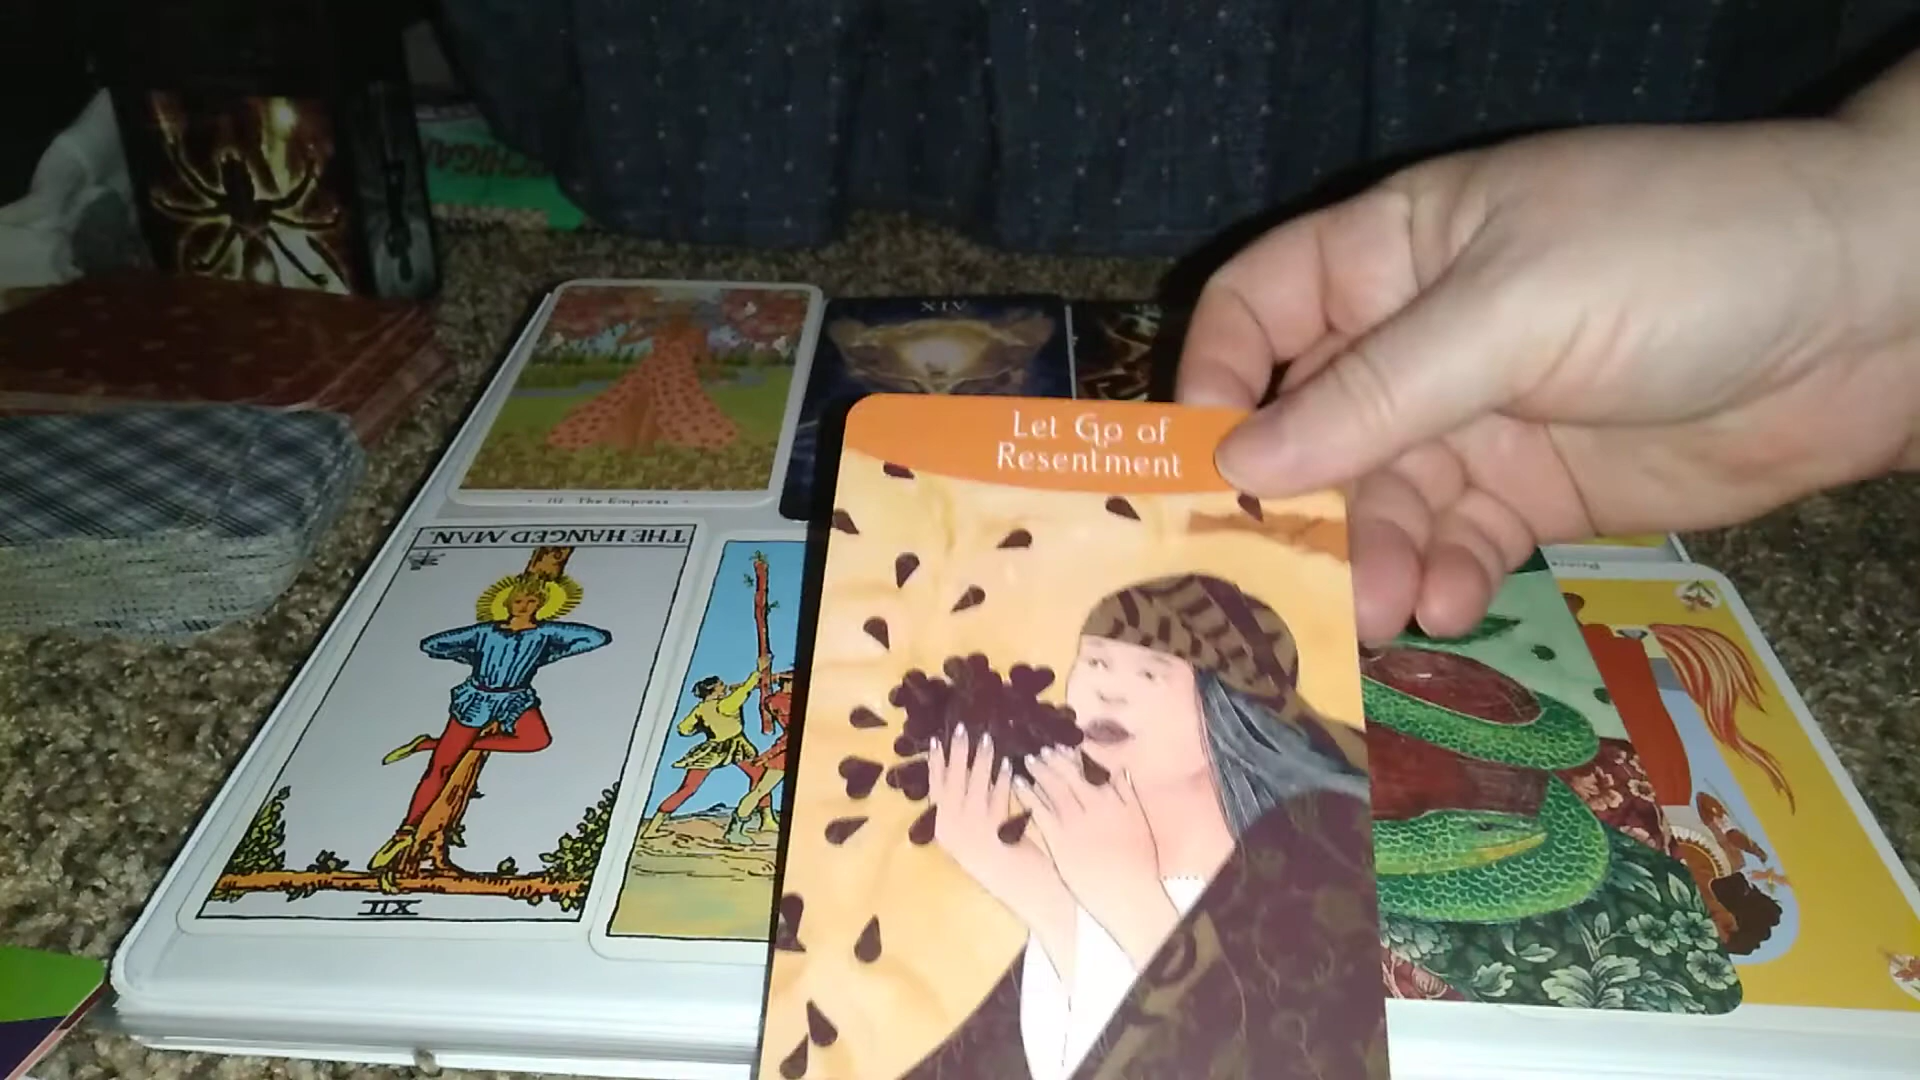 XIV
Let Go of
Resentment
III The Empress
THE HANGED MAN
XII